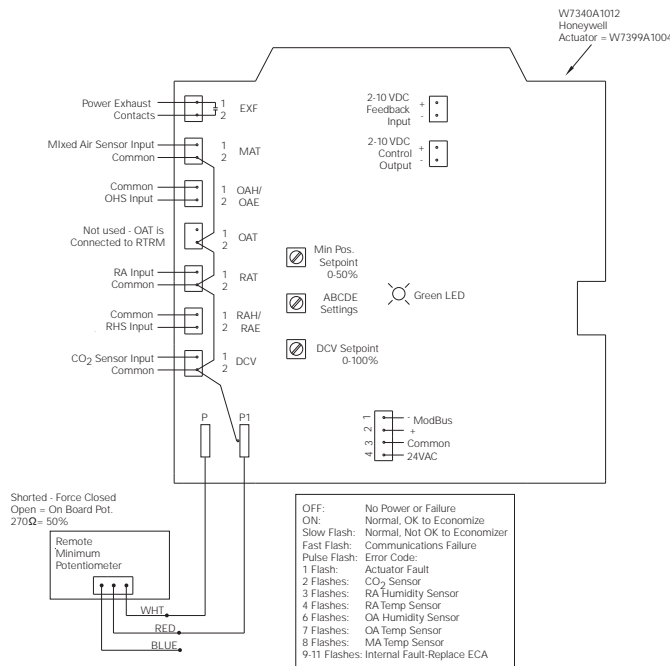 W7340A1012
Honeywell
Actuator = W7399A1004
Power Exhaust
Contacts
1
2
EXF
MIxed Air Sensor Input
Common
1
2
MAT
Common
OHS Input
1
2
OAH/
OAE
Not used - OAT is
Connected to RTRM
1
2
OAT
RA Input
Common
1
2
RAT
Common
RHS Input
1
2
RAH/
RAE
CO2 Sensor Input
Common
1
2
DCV
2-10 VDC
Feedback
Input
+
-
2-10 VDC
Control
Output
+
-
Min Pos.
Setpoint
0-50%
ABCDE
Settings
Green LED
DCV Setpoint
0-100%
P
P1
1
2
3
4
- ModBus
+
Common
24VAC
Shorted - Force Closed
Open = On Board Pot.
270Ω= 50%
Remote
Minimum
Potentiometer
WHT
RED
BLUE
OFF: No Power or Failure
ON: Normal, OK to Economize
Slow Flash: Normal, Not OK to Economizer
Fast Flash: Communications Failure
Pulse Flash: Error Code:
1 Flash: Actuator Fault
2 Flashes: CO2 Sensor
3 Flashes: RA Humidity Sensor
4 Flashes: RA Temp Sensor
6 Flashes: OA Humidity Sensor
7 Flashes: OA Temp Sensor
8 Flashes: MA Temp Sensor
9-11 Flashes: Internal Fault-Replace ECA